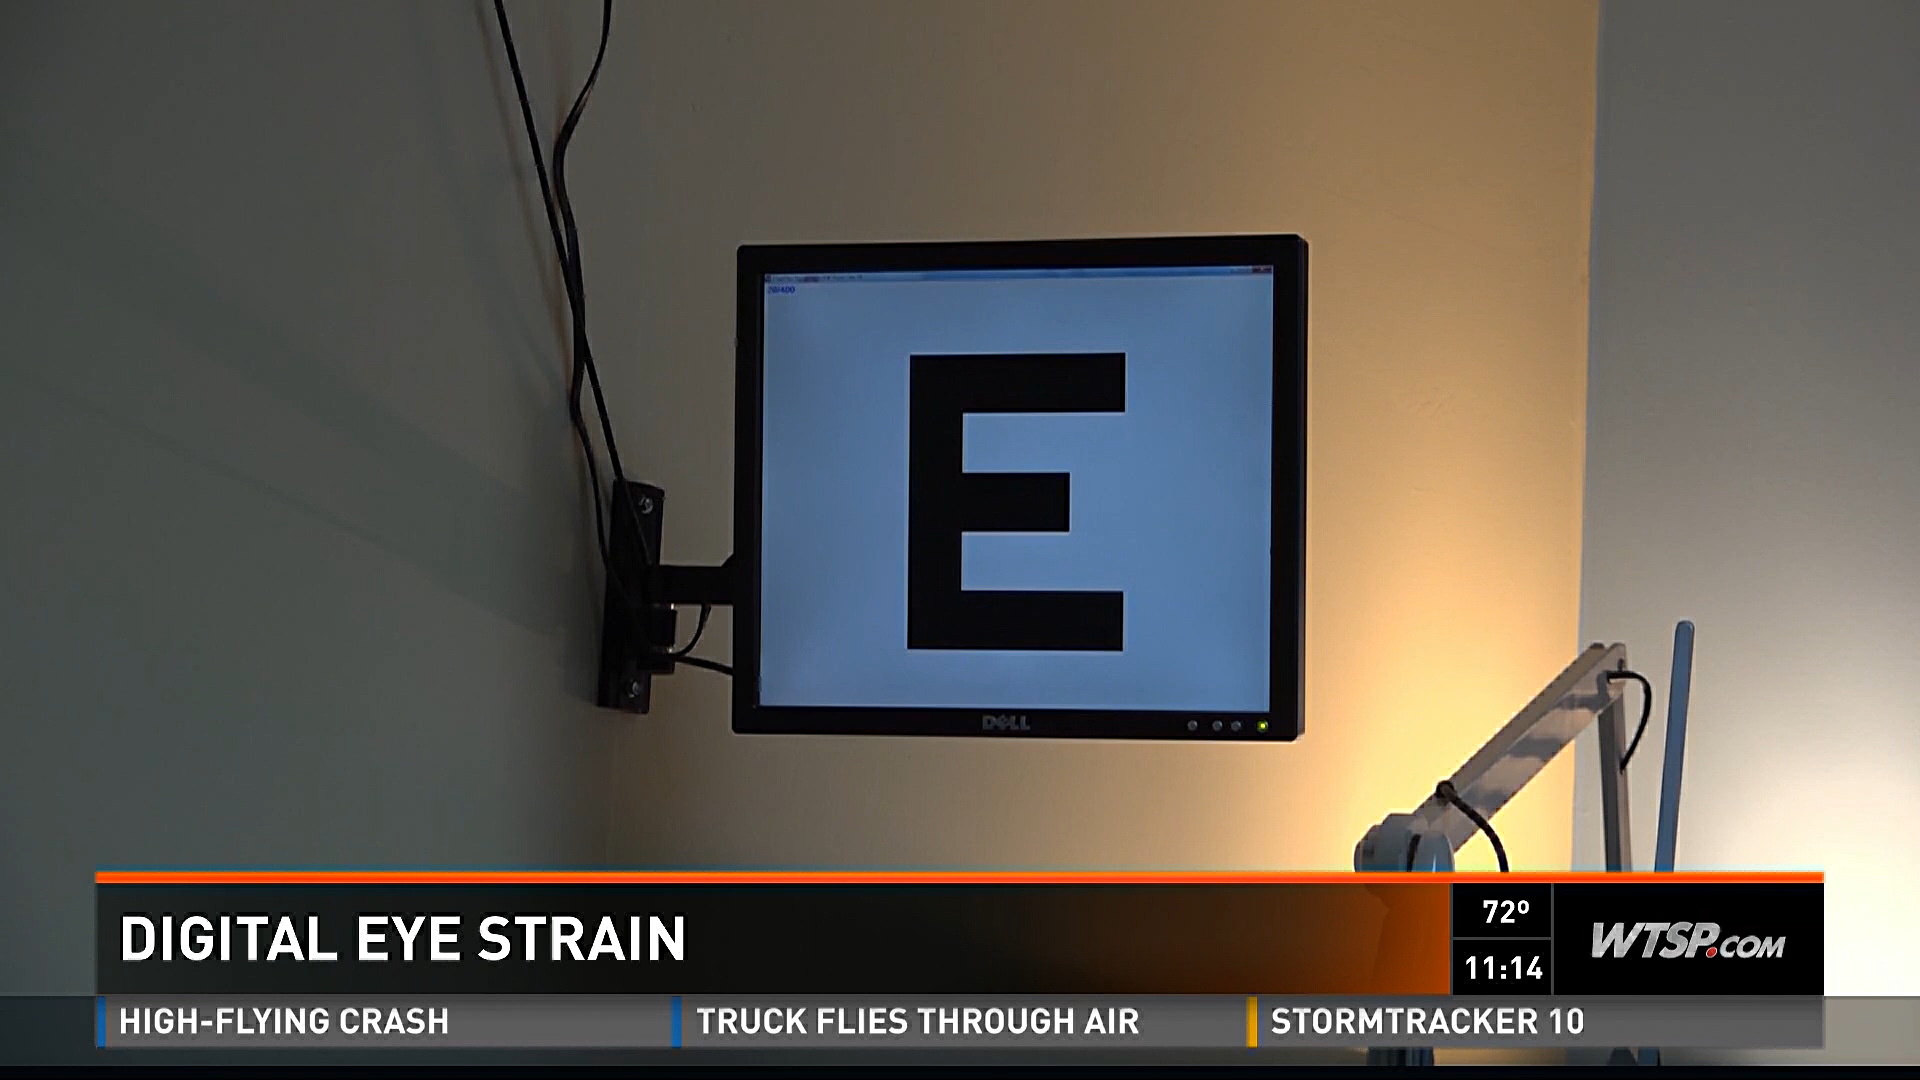 20/400
E
DELL
DIGITAL EYE STRAIN
72°
11:14
WTSP.COM
HIGH-FLYING CRASH
TRUCK FLIES THROUGH AIR
STORMTRACKER 10